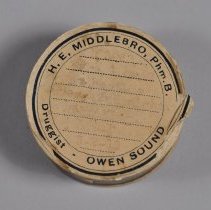 H. E. MIDDLEBRO, Phm. B.
Druggist - OWEN SOUND